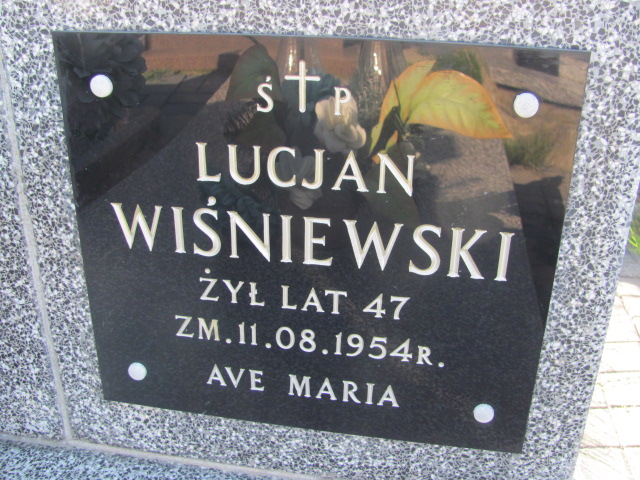 Ś P
LUCJAN
WIŚNIEWSKI
ŻYŁ LAT 47
ZM.11.08.1954R.
AVE MARIA